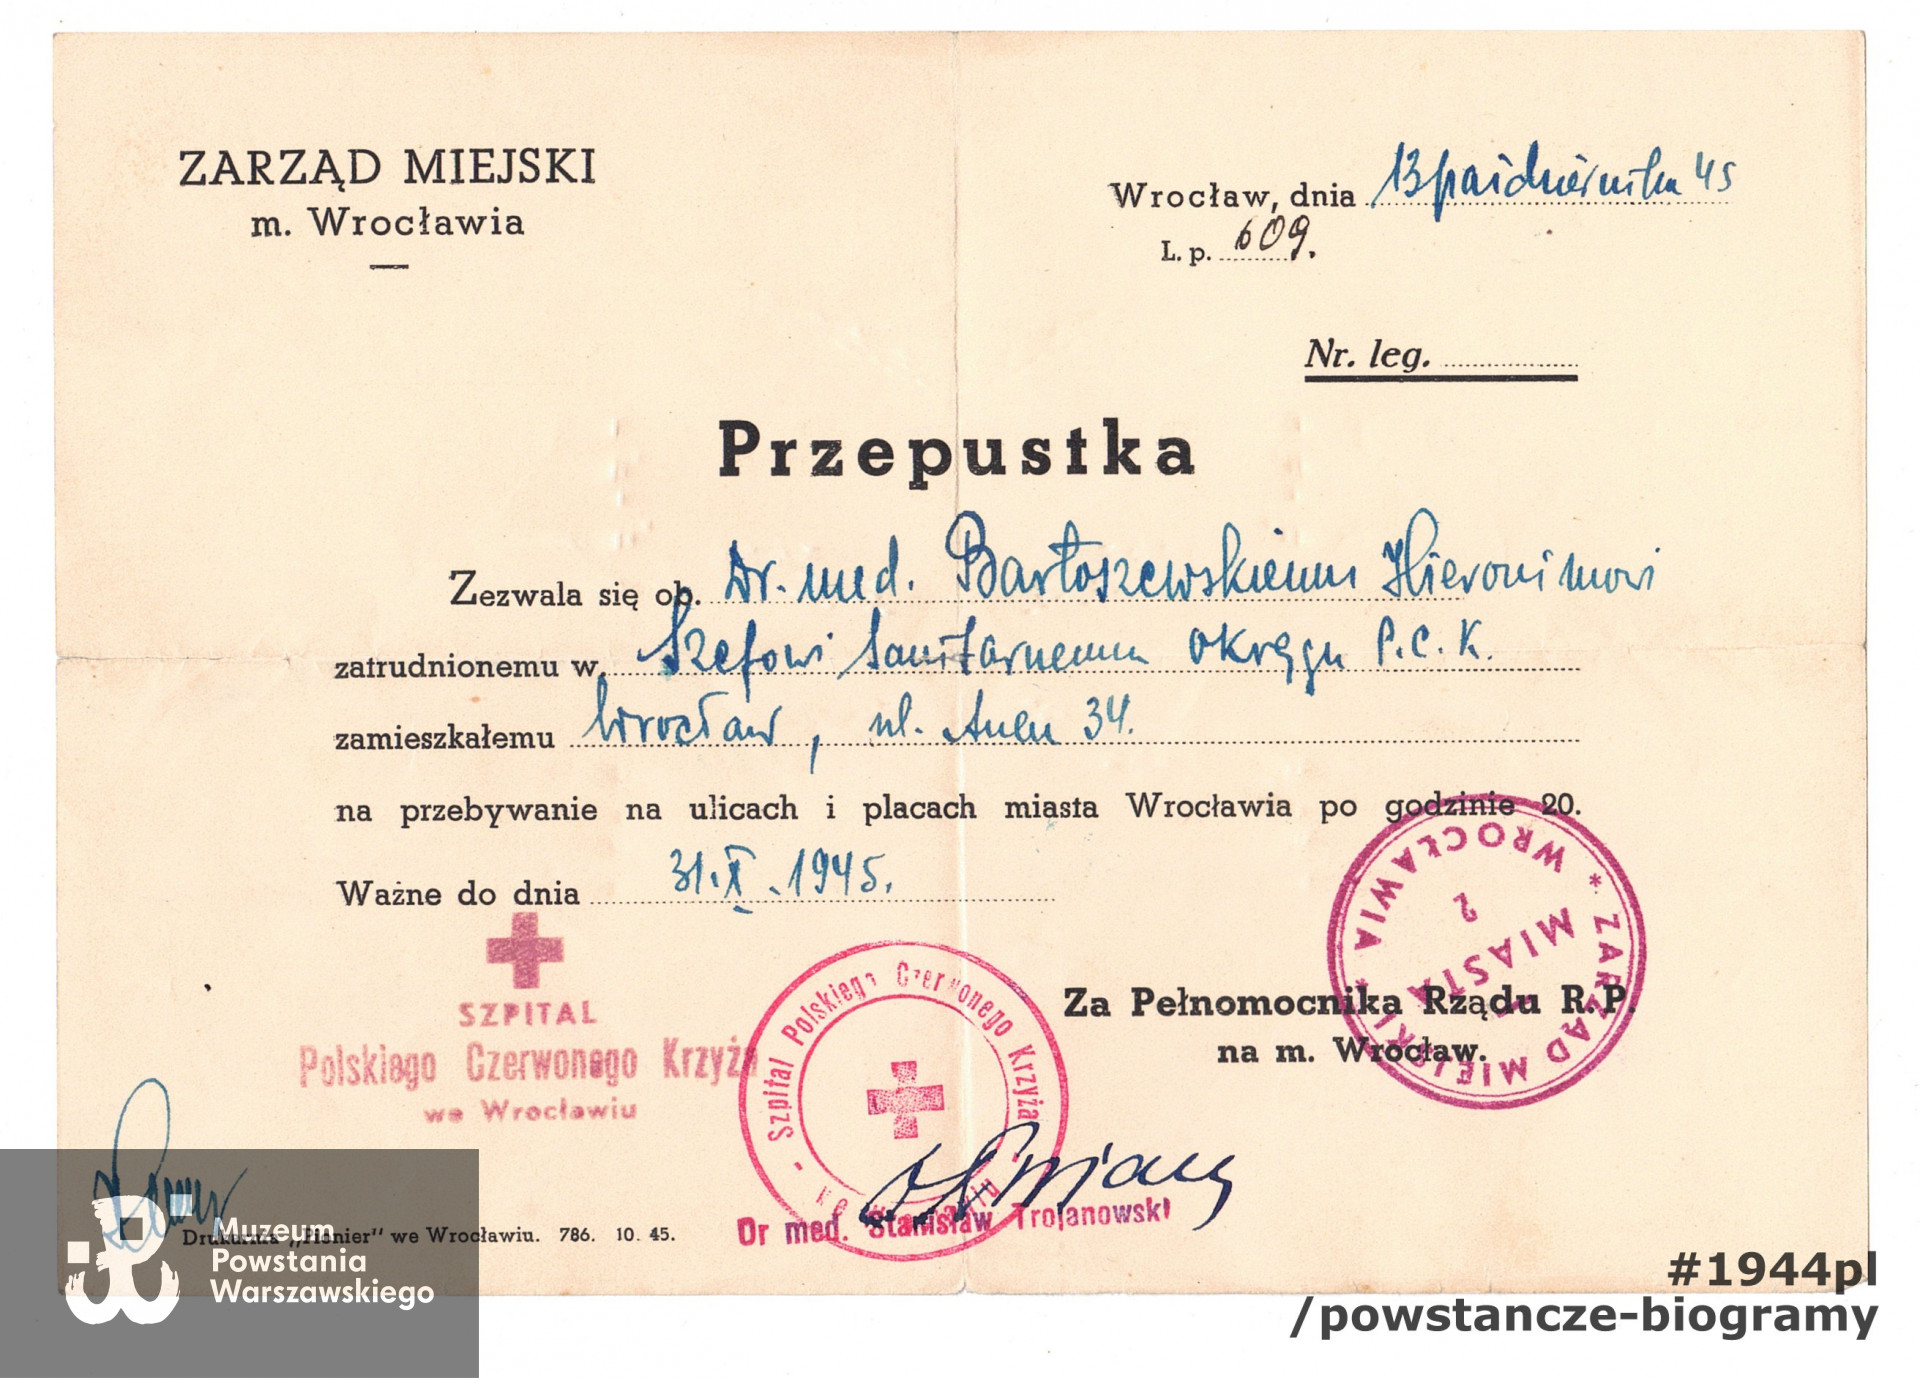 ZARZĄD MIEJSKI
m. Wrocławia
Wrocław, dnia 13 października 45
L. p. 609.
Nr. leg.
Przepustka
Zezwala się ob. Dr. med. Bartoszewskiemu Hieronimowi
zatrudnionemu w Szefowi Sanitarnemu Okręgu P.C.K.
zamieszkałemu Wrocław, ul. 34.
na przebywanie na ulicach i placach miasta Wrocławia po godzinie 20.
Ważne do dnia 31.X.1945.
SZPITAL
Polskiego Czerwonego Krzyża
we Wrocławiu
Szpital Polskiego Czerwonego Krzyża
* ZARZĄD MIEJSKI * WROCŁAWIA
MIASTA
2
Za Pełnomocnika Rządu R.P.
na m. Wrocław.
Dr med. Stanisław Trojanowski
Drukarnia „Pionier" we Wrocławiu. 786. 10. 45.
Muzeum
Powstania
Warszawskiego
#1944pl
/powstancze-biogramy